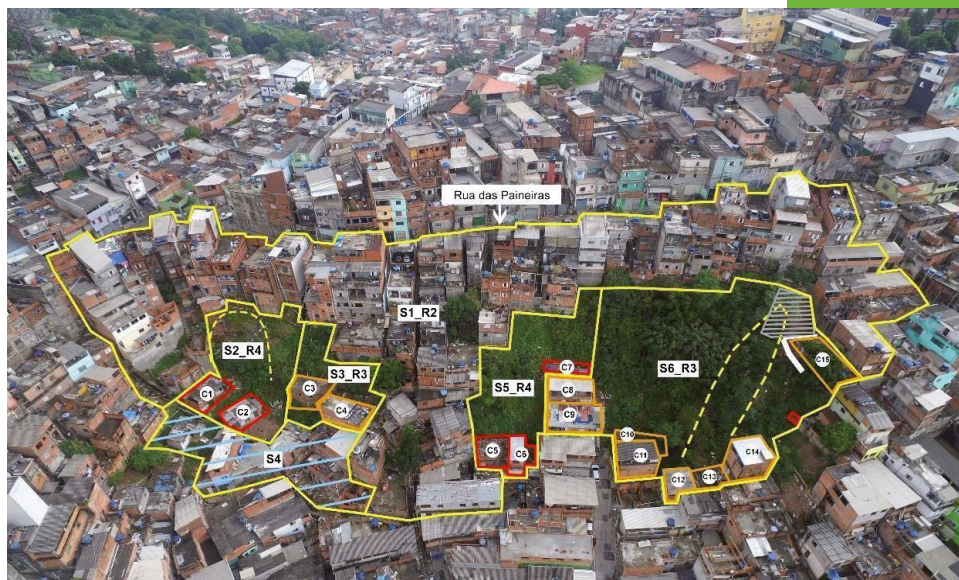 Rua das Paineiras
S1_R2
S2_R4
S3_R3
S6_R3
C15
C7
S5_R4
C1
C3
C8
C2
C4
C9
C10
C5
C6
C11
C14
S4
C12
C13